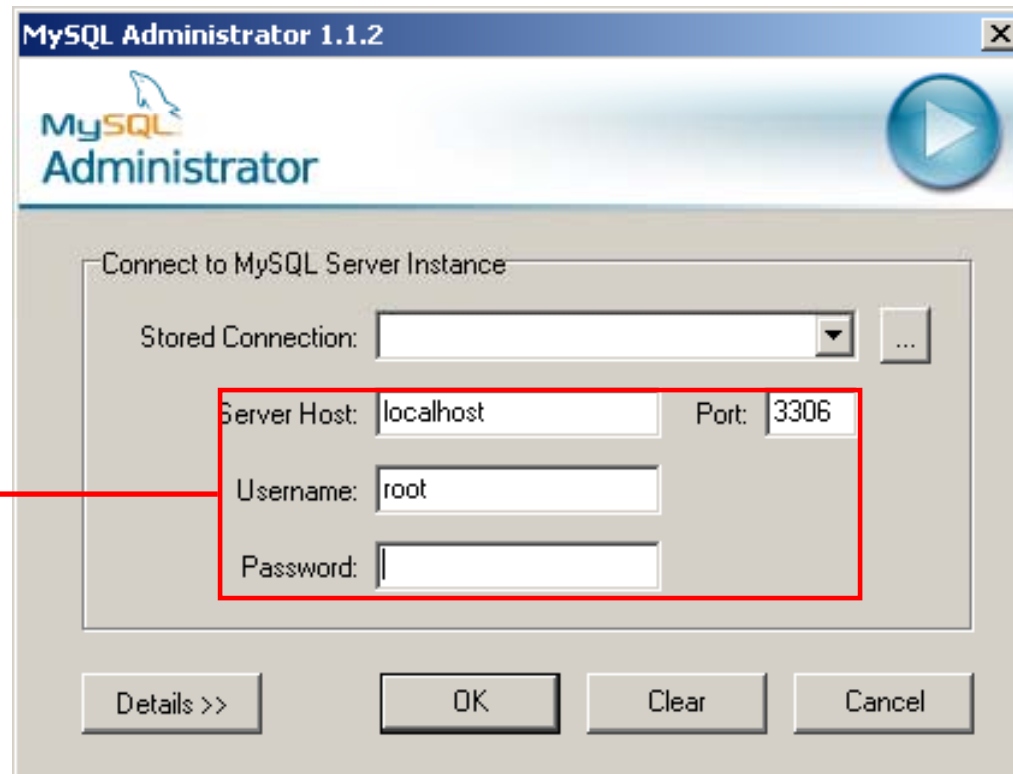 MySQL Administrator 1.1.2
MySQL
Administrator
Connect to MySQL Server Instance
Stored Connection: ...
Server Host: localhost Port: 3306
Username: root
Password:
Details >> OK Clear Cancel